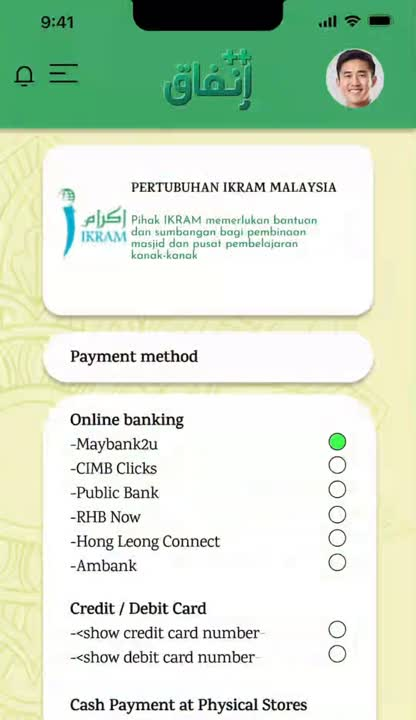 9:41
إنفاق++
PERTUBUHAN IKRAM MALAYSIA
إكرام
IKRAM
Pihak IKRAM memerlukan bantuan
dan sumbangan bagi pembinaan
masjid dan pusat pembelajaran
kanak-kanak
Payment method
Online banking
-Maybank2u
-CIMB Clicks
-Public Bank
-RHB Now
-Hong Leong Connect
-Ambank
Credit / Debit Card
-<show credit card number
-<show debit card number
Cash Payment at Physical Stores